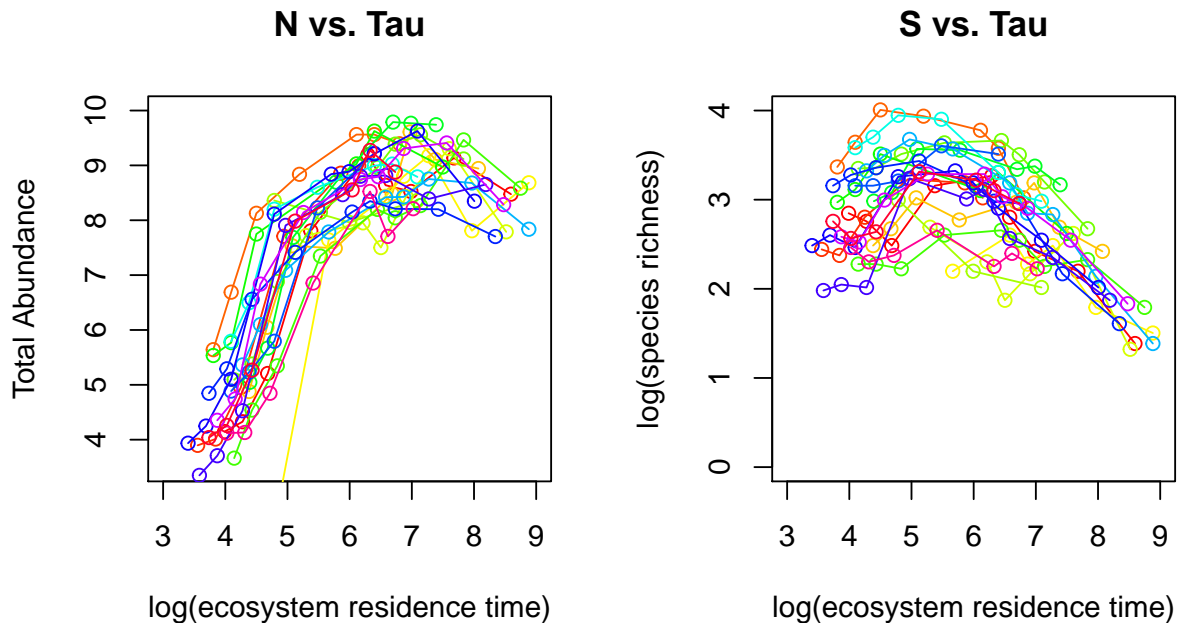 N vs. Tau
Total Abundance
10
9
8
7
6
5
4
3 4 5 6 7 8 9
log(ecosystem residence time)
S vs. Tau
log(species richness)
4
3
2
1
0
3 4 5 6 7 8 9
log(ecosystem residence time)